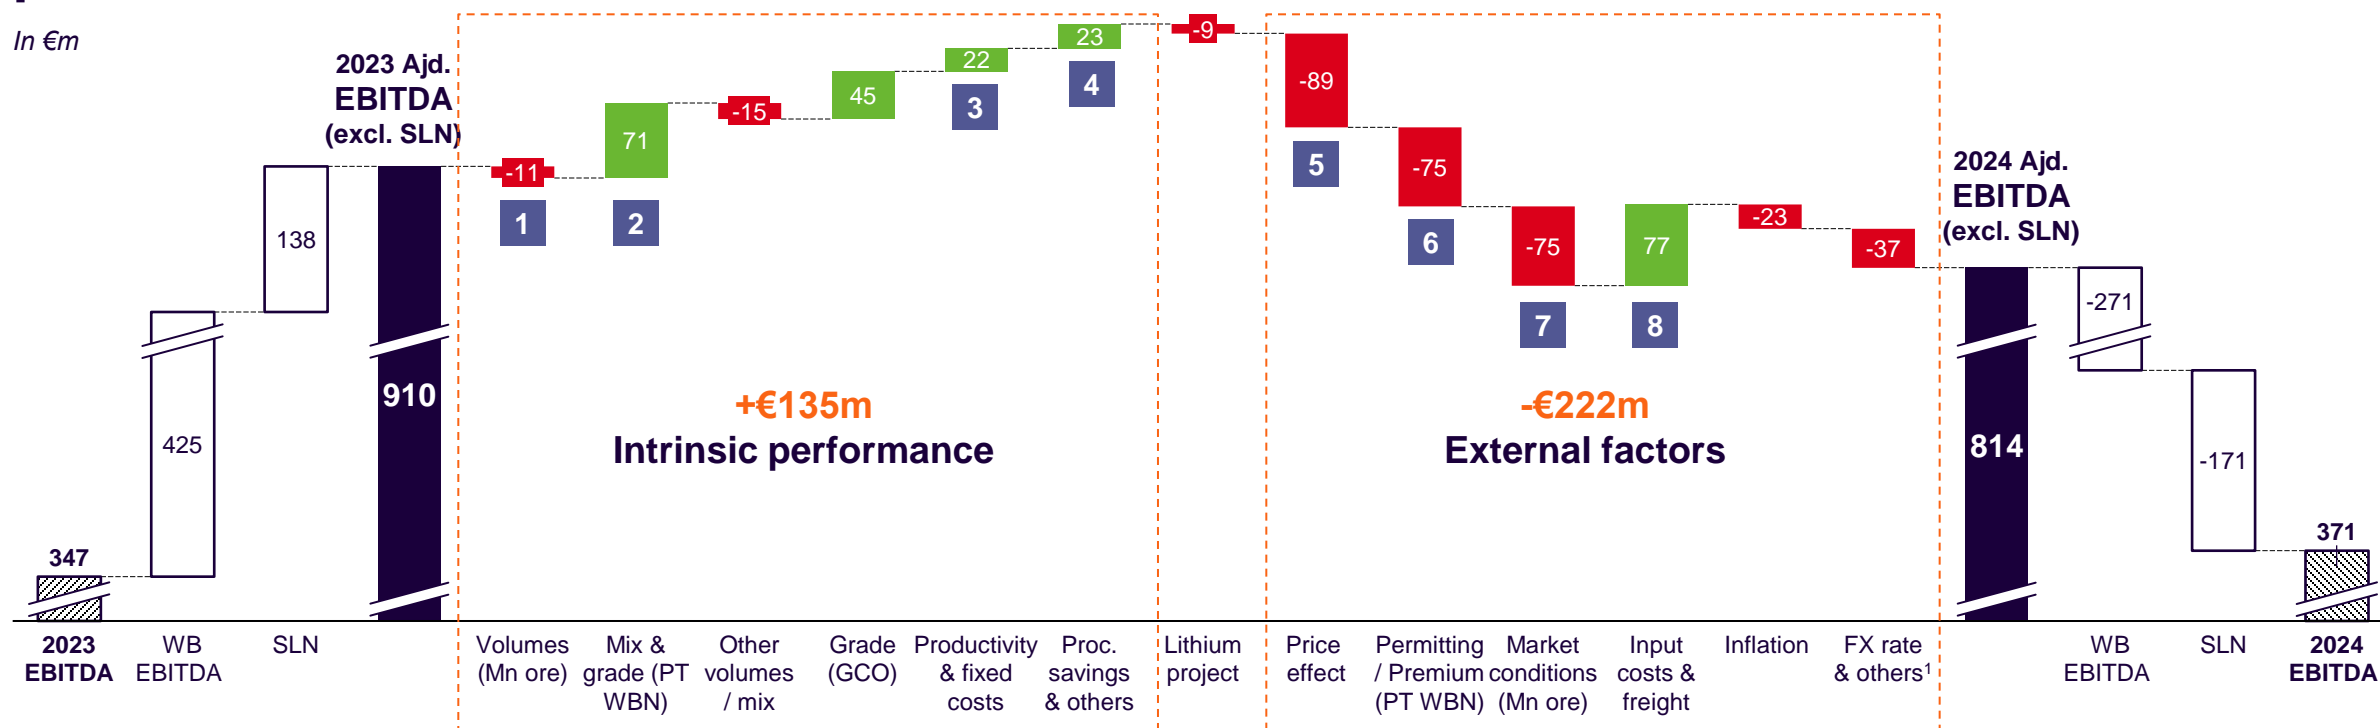 In €m
2023 Ajd.
EBITDA
(excl. SLN)
347
425
138
910
-11
1
71
2
-15
45
22
3
23
4
-9
-89
5
-75
6
-75
7
77
8
-23
-37
2024 Ajd.
EBITDA
(excl. SLN)
814
-271
-171
371
+€135m
Intrinsic performance
-€222m
External factors
2023
EBITDA
WB
EBITDA
SLN
Volumes
(Mn ore)
Mix &
grade (PT
WBN)
Other
volumes
/ mix
Grade
(GCO)
Productivity
& fixed
costs
Proc.
savings
& others
Lithium
project
Price
effect
Permitting
/ Premium
(PT WBN)
Market
conditions
(Mn ore)
Input
costs &
freight
Inflation
FX rate
& others¹
WB
EBITDA
SLN
2024
EBITDA